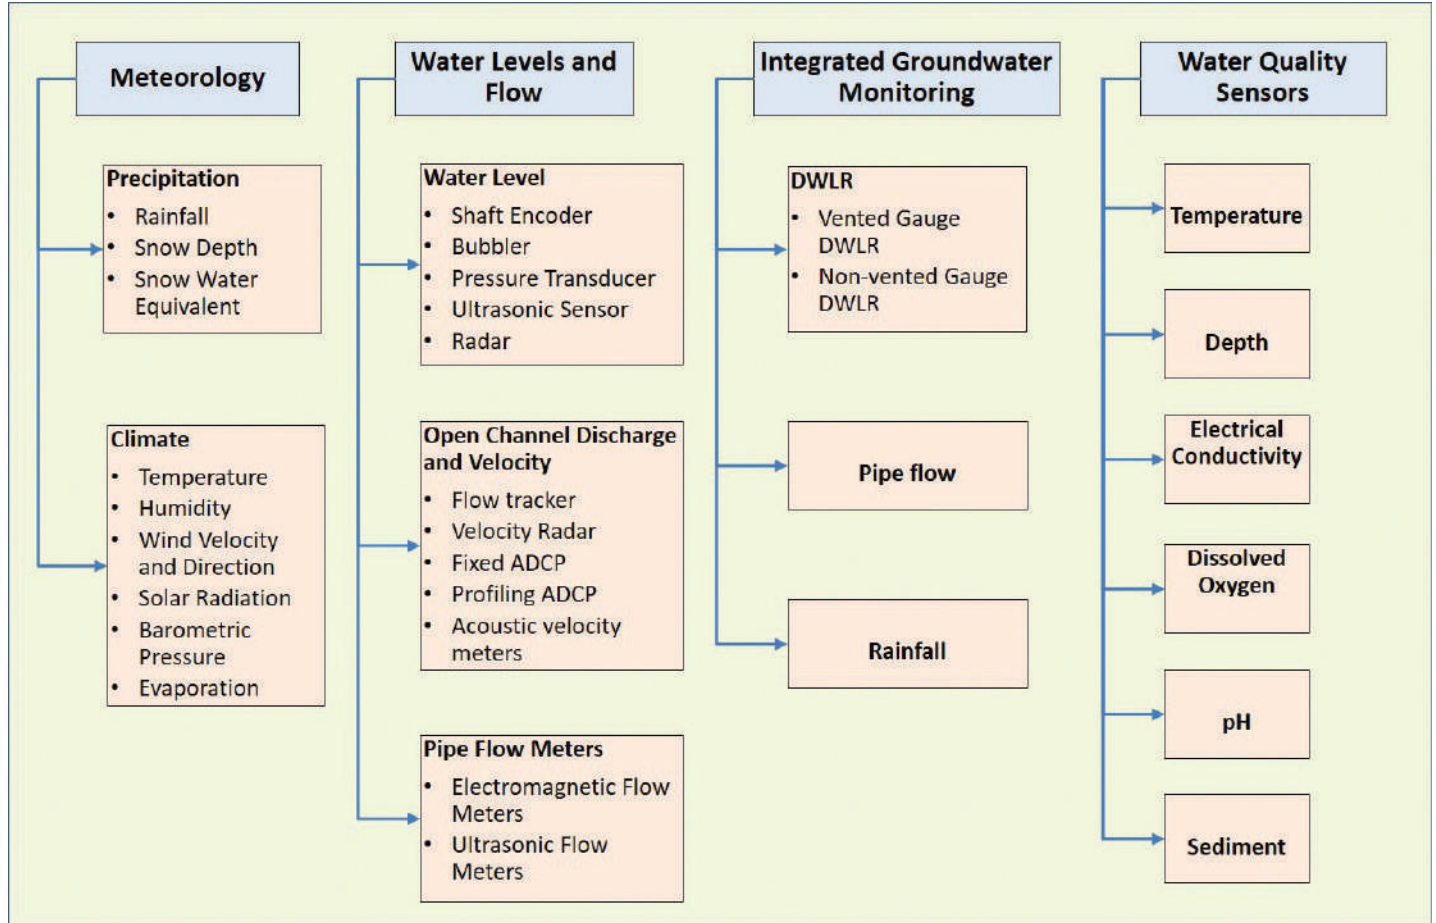 Meteorology
Precipitation
• Rainfall
• Snow Depth
• Snow Water
Equivalent
Climate
• Temperature
• Humidity
• Wind Velocity
and Direction
• Solar Radiation
• Barometric
Pressure
• Evaporation
Water Levels and
Flow
Water Level
• Shaft Encoder
• Bubbler
• Pressure Transducer
• Ultrasonic Sensor
• Radar
Open Channel Discharge
and Velocity
• Flow tracker
• Velocity Radar
• Fixed ADCP
• Profiling ADCP
• Acoustic velocity
meters
Pipe Flow Meters
• Electromagnetic Flow
Meters
• Ultrasonic Flow
Meters
Integrated Groundwater
Monitoring
DWLR
• Vented Gauge
DWLR
• Non-vented Gauge
DWLR
Pipe flow
Rainfall
Water Quality
Sensors
Temperature
Depth
Electrical
Conductivity
Dissolved
Oxygen
pH
Sediment